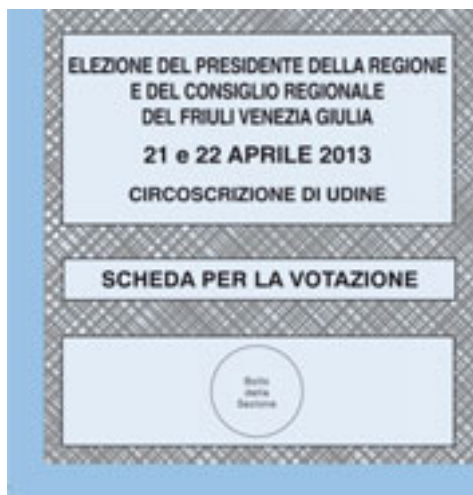 ELEZIONE DEL PRESIDENTE DELLA REGIONE
E DEL CONSIGLIO REGIONALE
DEL FRIULI VENEZIA GIULIA
21 e 22 APRILE 2013
CIRCOSCRIZIONE DI UDINE
SCHEDA PER LA VOTAZIONE
Bollo
della
Sezione